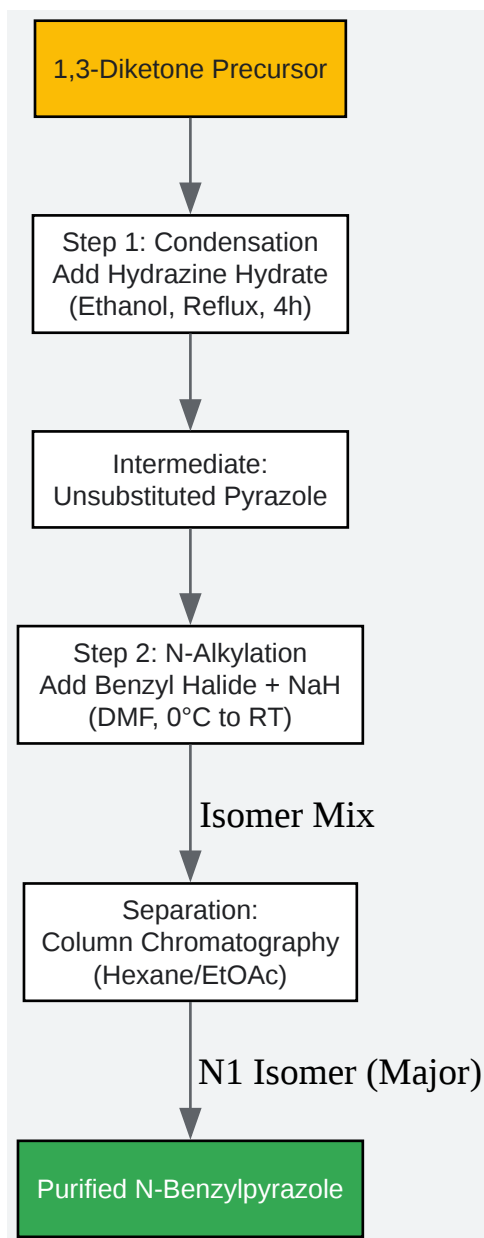 1,3-Diketone Precursor
Step 1: Condensation
Add Hydrazine Hydrate
(Ethanol, Reflux, 4h)
Intermediate:
Unsubstituted Pyrazole
Step 2: N-Alkylation
Add Benzyl Halide + NaH
(DMF, 0°C to RT)
Isomer Mix
Separation:
Column Chromatography
(Hexane/EtOAc)
N1 Isomer (Major)
Purified N-Benzylpyrazole